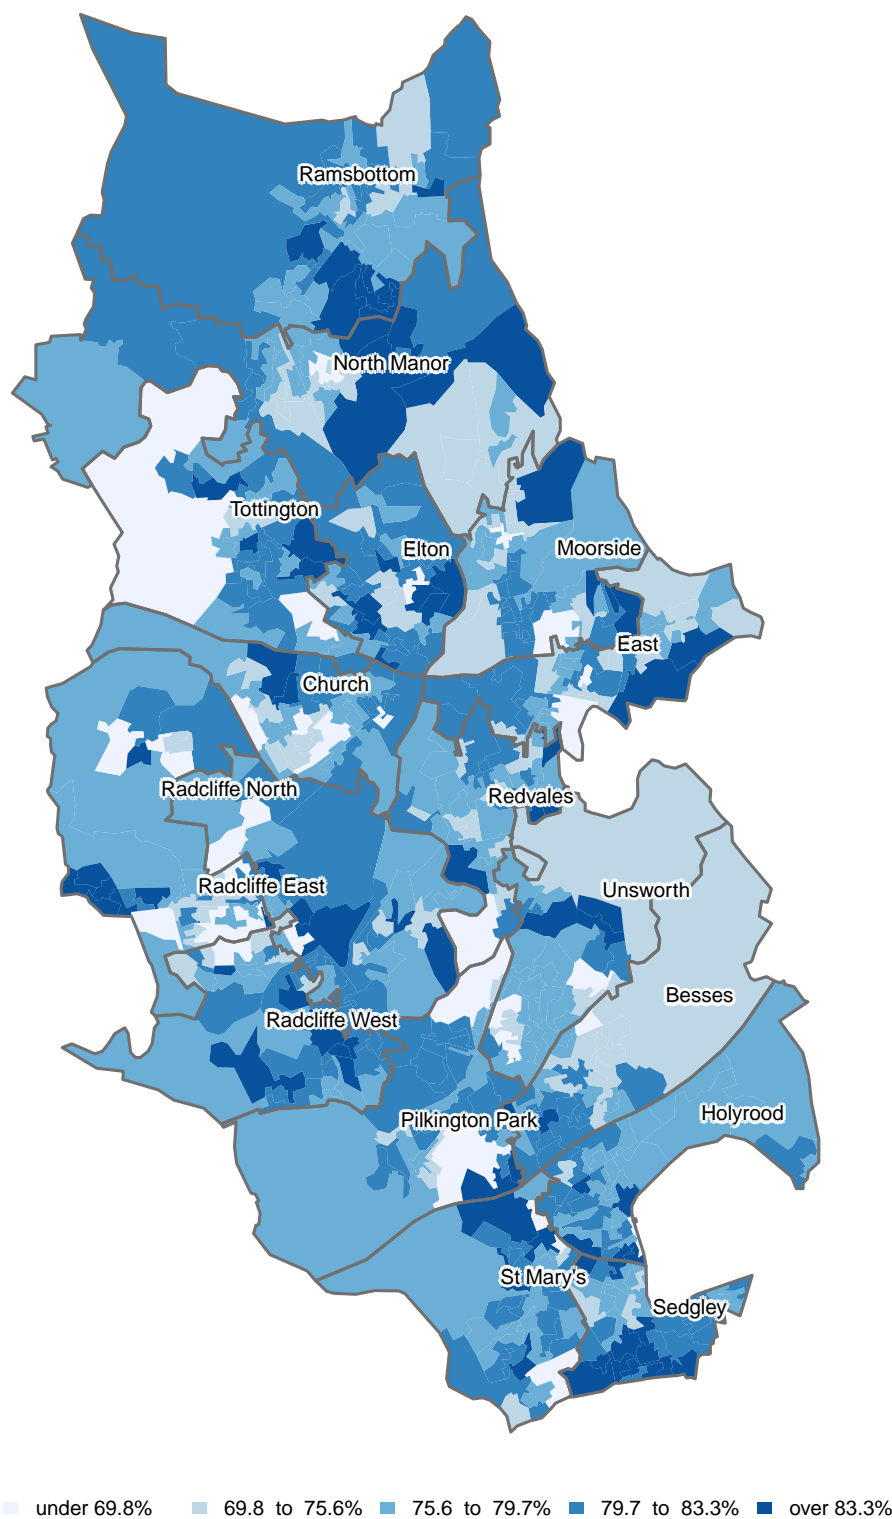 Ramsbottom
North Manor
Tottington
Elton
Moorside
East
Church
Radcliffe North
Redvales
Radcliffe East
Unsworth
Besses
Radcliffe West
Holyrood
Pilkington Park
St Mary's
Sedgley
under 69.8% 69.8 to 75.6% 75.6 to 79.7% 79.7 to 83.3% over 83.3%